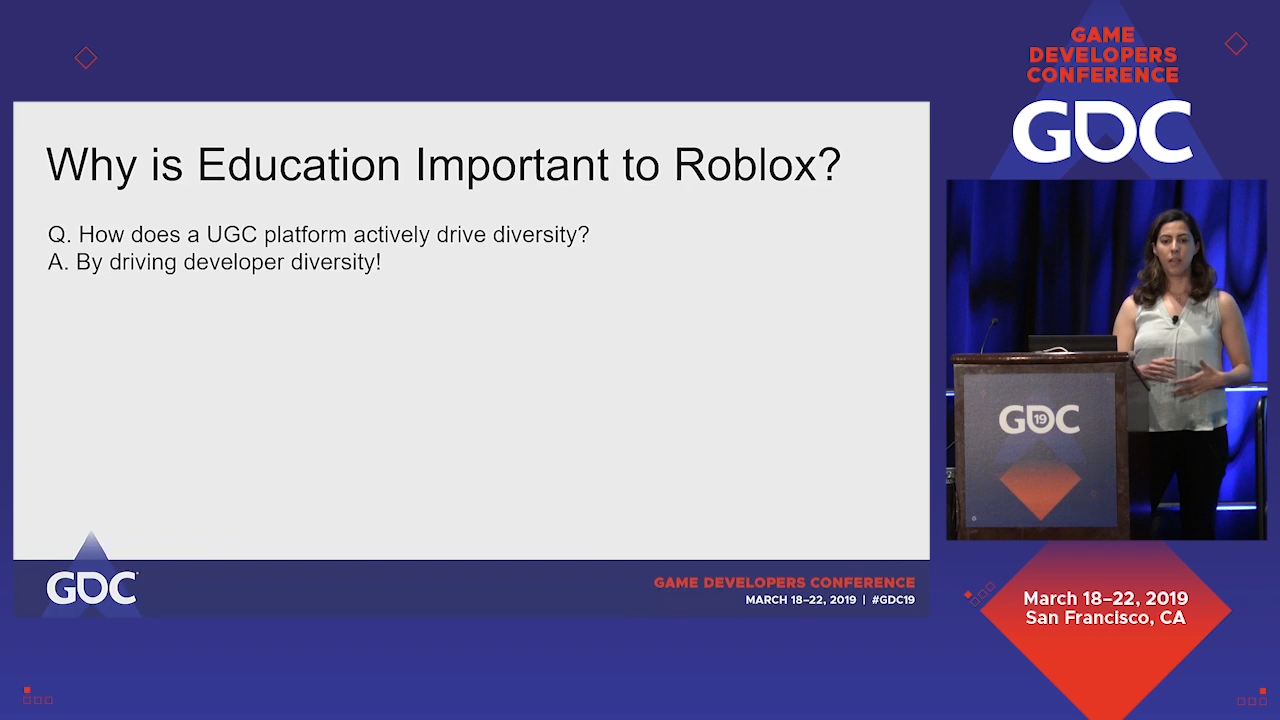 Why is Education Important to Roblox?
Q. How does a UGC platform actively drive diversity?
A. By driving developer diversity!
GDC
GAME DEVELOPERS CONFERENCE
MARCH 18–22, 2019 | #GDC19
GAME
DEVELOPERS
CONFERENCE
GDC
GDC
19
March 18–22, 2019
San Francisco, CA